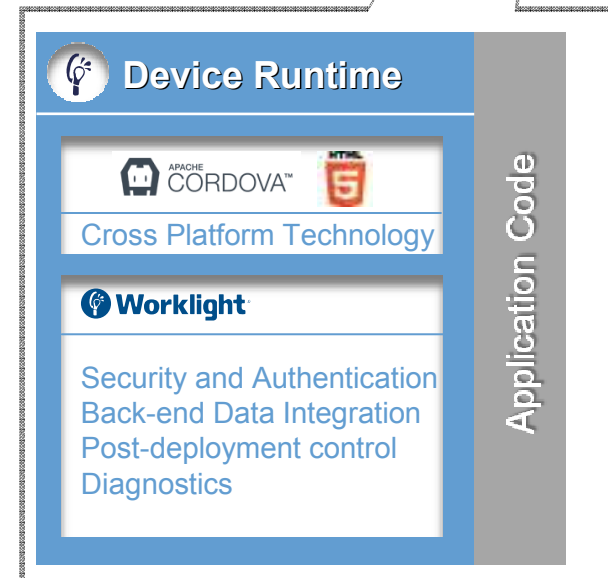 Device Runtime
APACHE
CORDOVA™
HTML
5
Cross Platform Technology
Worklight
Security and Authentication
Back-end Data Integration
Post-deployment control
Diagnostics
Application Code